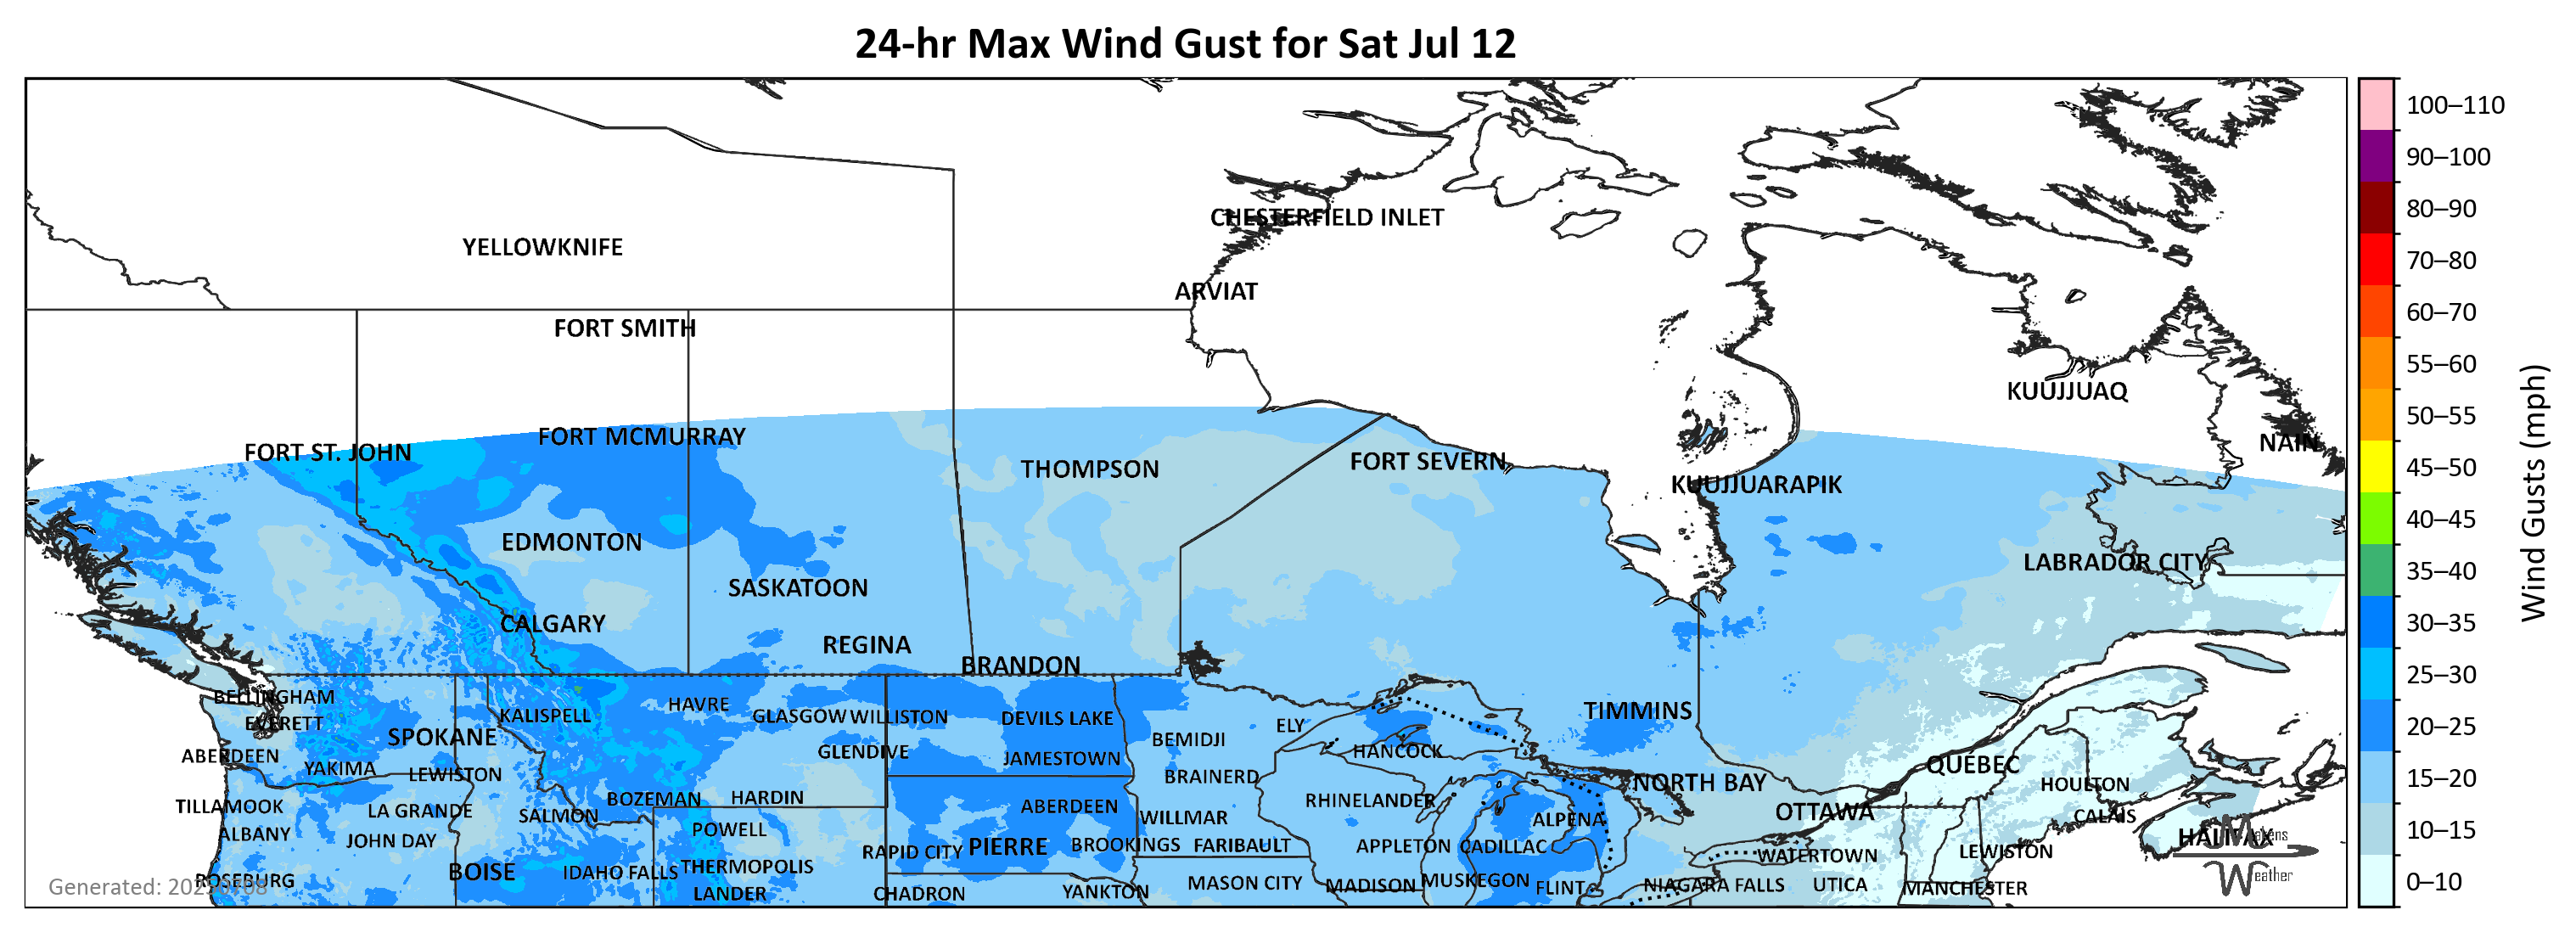 24-hr Max Wind Gust for Sat Jul 12
100–110
90–100
CHESTERFIELD INLET
80–90
YELLOWKNIFE
70–80
ARVIAT
60–70
FORT SMITH
55–60
KUUJJUAQ
50–55
FORT MCMURRAY
NAIN
FORT ST. JOHN
THOMPSON
FORT SEVERN
45–50
KUUJJUARAPIK
40–45
EDMONTON
LABRADOR CITY
35–40
SASKATOON
CALGARY
30–35
Wind Gusts (mph)
REGINA
BRANDON
25–30
BELLINGHAM
HAVRE
TIMMINS
KALISPELL
GLASGOW WILLISTON
DEVILS LAKE
EVERETT
ELY
20–25
SPOKANE
BEMIDJI
ABERDEEN
GLENDIVE
JAMESTOWN
HANCOCK
YAKIMA
LEWISTON
BRAINERD
NORTH BAY
QUEBEC
HOULTON
15–20
TILLAMOOK
LA GRANDE
SALMON
BOZEMAN
HARDIN
ABERDEEN
WILLMAR
RHINELANDER
ALPENA
OTTAWA
CALAIS
10–15
ALBANY
JOHN DAY
POWELL
RAPID CITY
PIERRE
BROOKINGS
FARIBAULT
APPLETON
CADILLAC
WATERTOWN
LEWISTON
HALIFAX
Makens
Weather
BOISE
IDAHO FALLS
THERMOPOLIS
ROSEBURG
LANDER
CHADRON
YANKTON
MASON CITY
MADISON
MUSKEGON
FLINT
NIAGARA FALLS
UTICA
MANCHESTER
0–10
Generated: